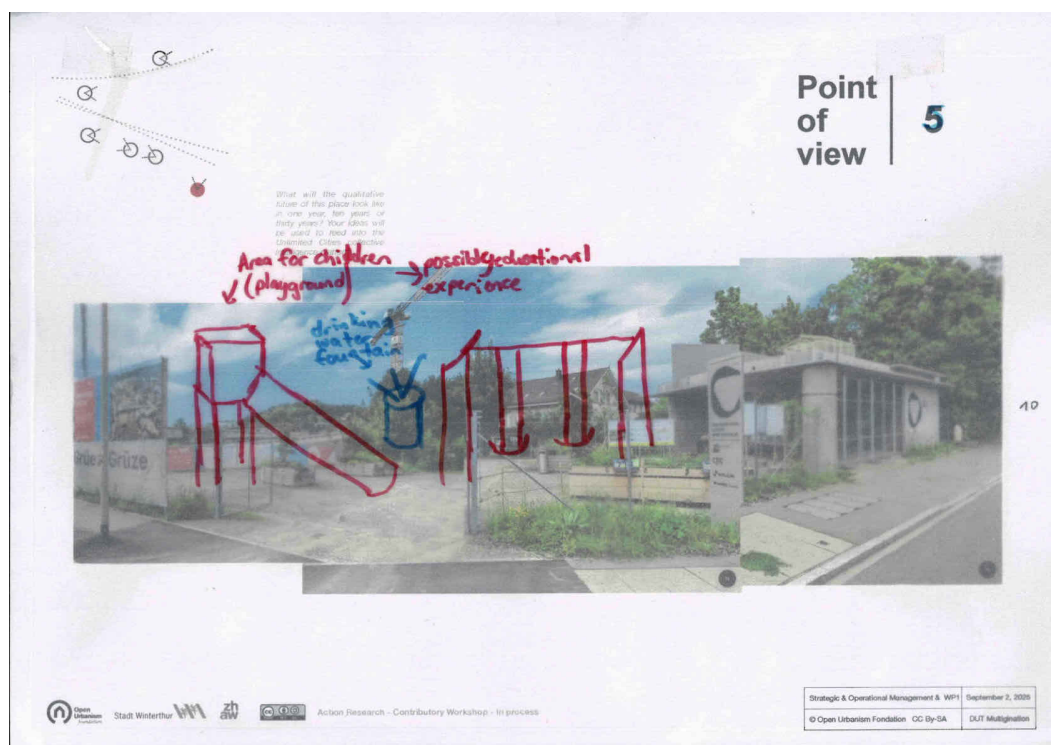 Point
of
view
5
What will the qualitative
future of this place look like
in one year, ten years or
thirty years? Your ideas will
be used to feed into the
Unlimited Cities collective
Area for children
(playground)
→ possibly educational
experience
drinking
water
fountain
Grüze
10
Open
Urbanism
Stadt Winterthur
zh
aw
Action Research - Contributory Workshop - In process
Strategic & Operational Management & WP1
September 2, 2025
© Open Urbanism Fondation CC By-SA
DUT Multigination